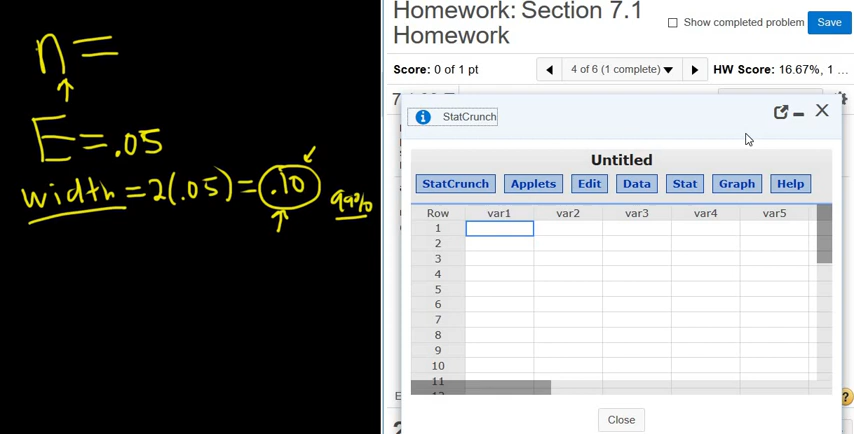 n =
E = .05
width = 2(.05) = .10 99%
Homework: Section 7.1
Homework
Show completed problem
Save
Score: 0 of 1 pt
4 of 6 (1 complete)
HW Score: 16.67%, 1 ...
StatCrunch
Untitled
StatCrunch Applets Edit Data Stat Graph Help
Row var1 var2 var3 var4 var5
1
2
3
4
5
6
7
8
9
10
11
Close